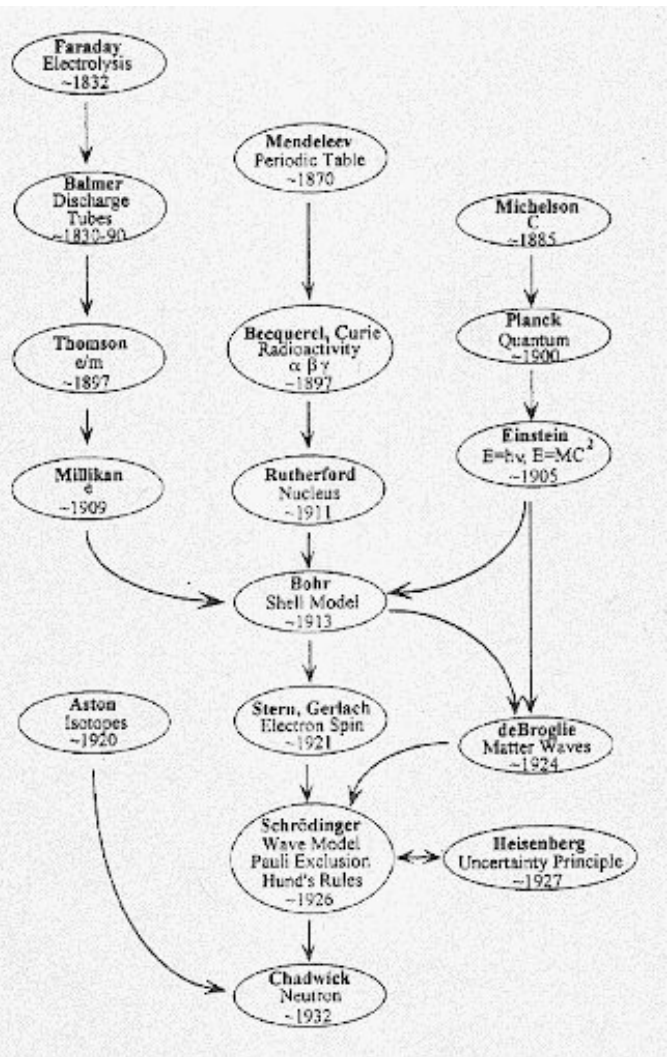 Faraday
Electrolysis
~1832
Mendeleev
Periodic Table
~1870
Balmer
Discharge
Tubes
~1830-90
Michelson
C
~1885
Thomson
e/m
~1897
Becquerel, Curie
Radioactivity
α β γ
~1897
Planck
Quantum
~1900
Millikan
e
~1909
Rutherford
Nucleus
~1911
Einstein
E=hν, E=MC²
~1905
Bohr
Shell Model
~1913
Aston
Isotopes
~1920
Stern, Gerlach
Electron Spin
~1921
deBroglie
Matter Waves
~1924
Schrödinger
Wave Model
Pauli Exclusion
Hund's Rules
~1926
Heisenberg
Uncertainty Principle
~1927
Chadwick
Neutron
~1932